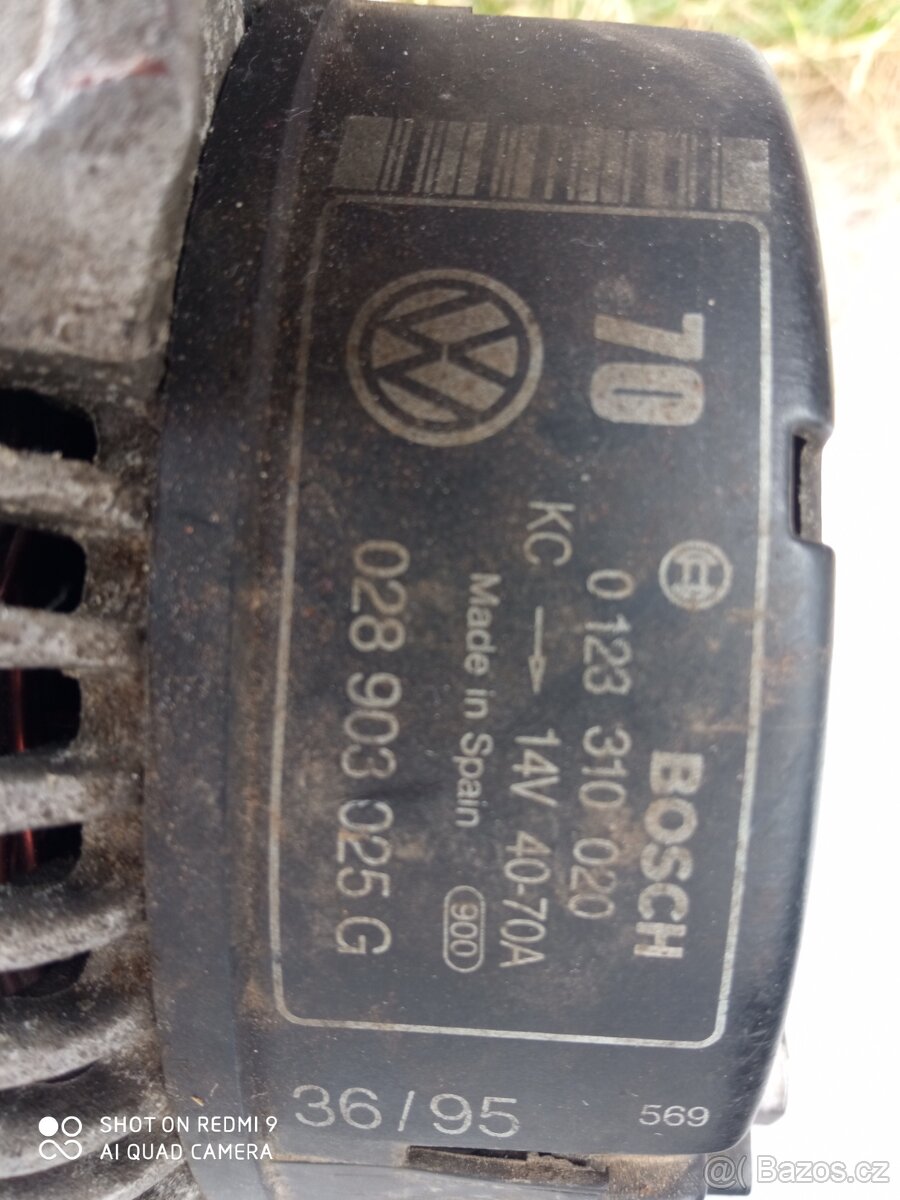 70
BOSCH
0 123 310 020
KC → 14V 40-70A
Made in Spain 900
028 903 025 G
36/95
569
SHOT ON REDMI 9
AI QUAD CAMERA
Bazos.cz